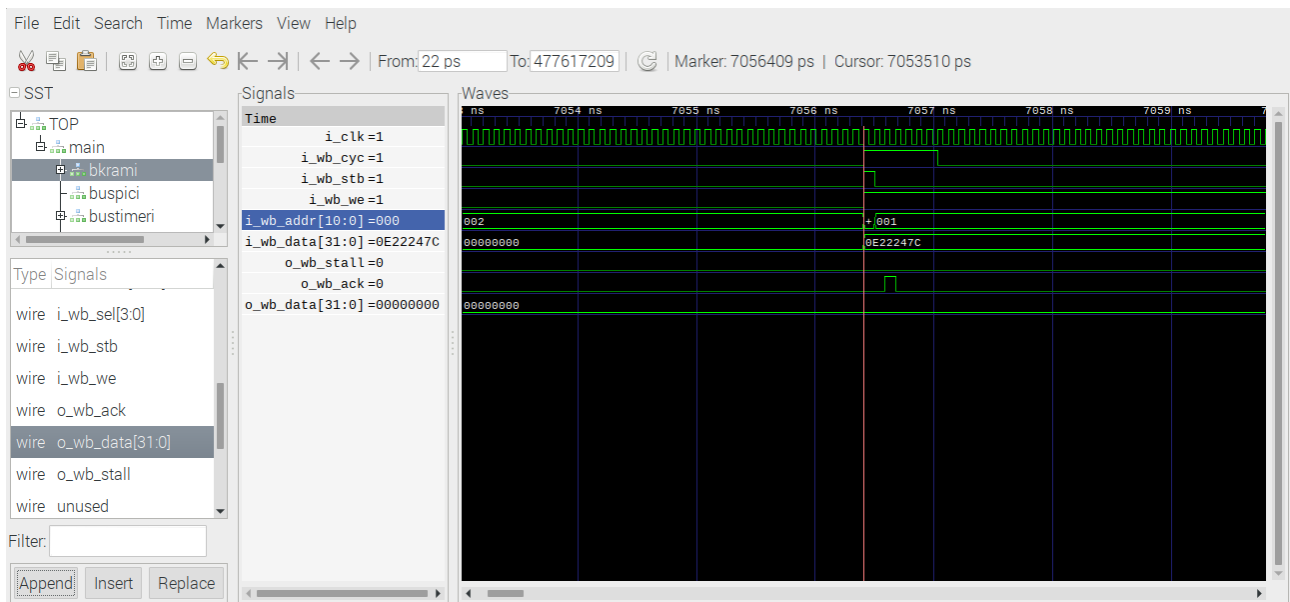 File Edit Search Time Markers View Help
From: 22 ps To: 477617209 Marker: 7056409 ps | Cursor: 7053510 ps
SST
TOP
main
bkrami
buspici
bustimeri
Type Signals
wire i_wb_sel[3:0]
wire i_wb_stb
wire i_wb_we
wire o_wb_ack
wire o_wb_data[31:0]
wire o_wb_stall
wire unused
Filter:
Append Insert Replace
Signals
Time
i_clk=1
i_wb_cyc=1
i_wb_stb=1
i_wb_we=1
i_wb_addr[10:0]=000
i_wb_data[31:0]=0E22247C
o_wb_stall=0
o_wb_ack=0
o_wb_data[31:0]=00000000
Waves
ns 7054 ns 7055 ns 7056 ns 7057 ns 7058 ns 7059 ns
002 + 001
00000000 0E22247C
00000000